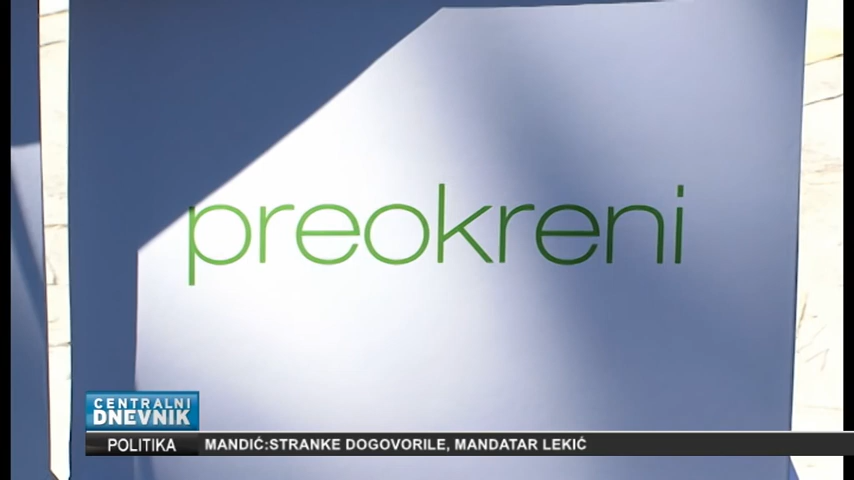 preokreni
CENTRALNI
DNEVNIK
POLITIKA
MANDIĆ:STRANKE DOGOVORILE, MANDATAR LEKIĆ